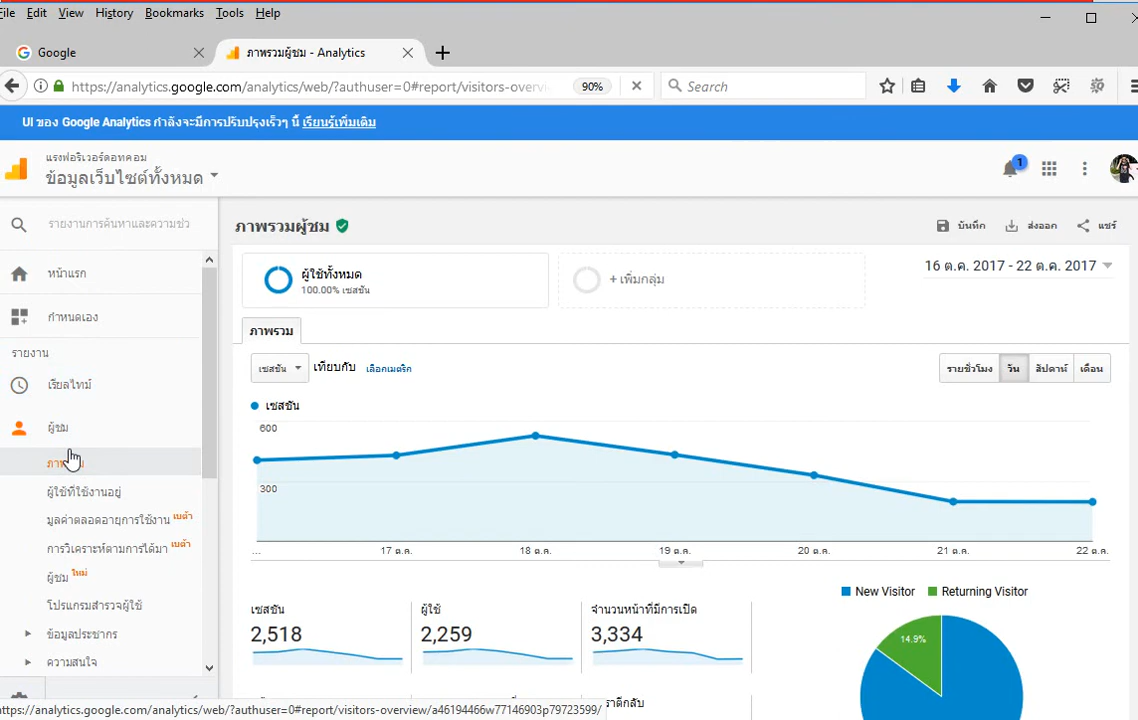 File Edit View History Bookmarks Tools Help
Google
ภาพรวมผู้ชม - Analytics
https://analytics.google.com/analytics/web/?authuser=0#report/visitors-overvi
90%
Search
UI ของ Google Analytics กำลังจะมีการปรับปรุงเร็วๆ นี้ เรียนรู้เพิ่มเติม
แรงฟอริเวอร์ดอทคอม
ข้อมูลเว็บไซต์ทั้งหมด
1
รายงานการค้นหาและความช่ว
ภาพรวมผู้ชม
บันทึก
ส่งออก
แชร์
หน้าแรก
กำหนดเอง
รายงาน
เรียลไทม์
ผู้ชม
ผู้ใช้ที่ใช้งานอยู่
มูลค่าตลอดอายุการใช้งาน เบต้า
การวิเคราะห์ตามการได้มา เบต้า
ผู้ชม ใหม่
โปรแกรมสำรวจผู้ใช้
ข้อมูลประชากร
ความสนใจ
ผู้ใช้ทั้งหมด
100.00% เซสชัน
+ เพิ่มกลุ่ม
16 ต.ค. 2017 - 22 ต.ค. 2017
ภาพรวม
เซสชัน เทียบกับ เลือกเมตริก
รายชั่วโมง วัน สัปดาห์ เดือน
เซสชัน
600
300
... 17 ต.ค. 18 ต.ค. 19 ต.ค. 20 ต.ค. 21 ต.ค. 22 ต.ค.
เซสชัน
2,518
ผู้ใช้
2,259
จำนวนหน้าที่มีการเปิด
3,334
New Visitor Returning Visitor
14.9%
https://analytics.google.com/analytics/web/?authuser=0#report/visitors-overview/a46194466w77146903p79723599/